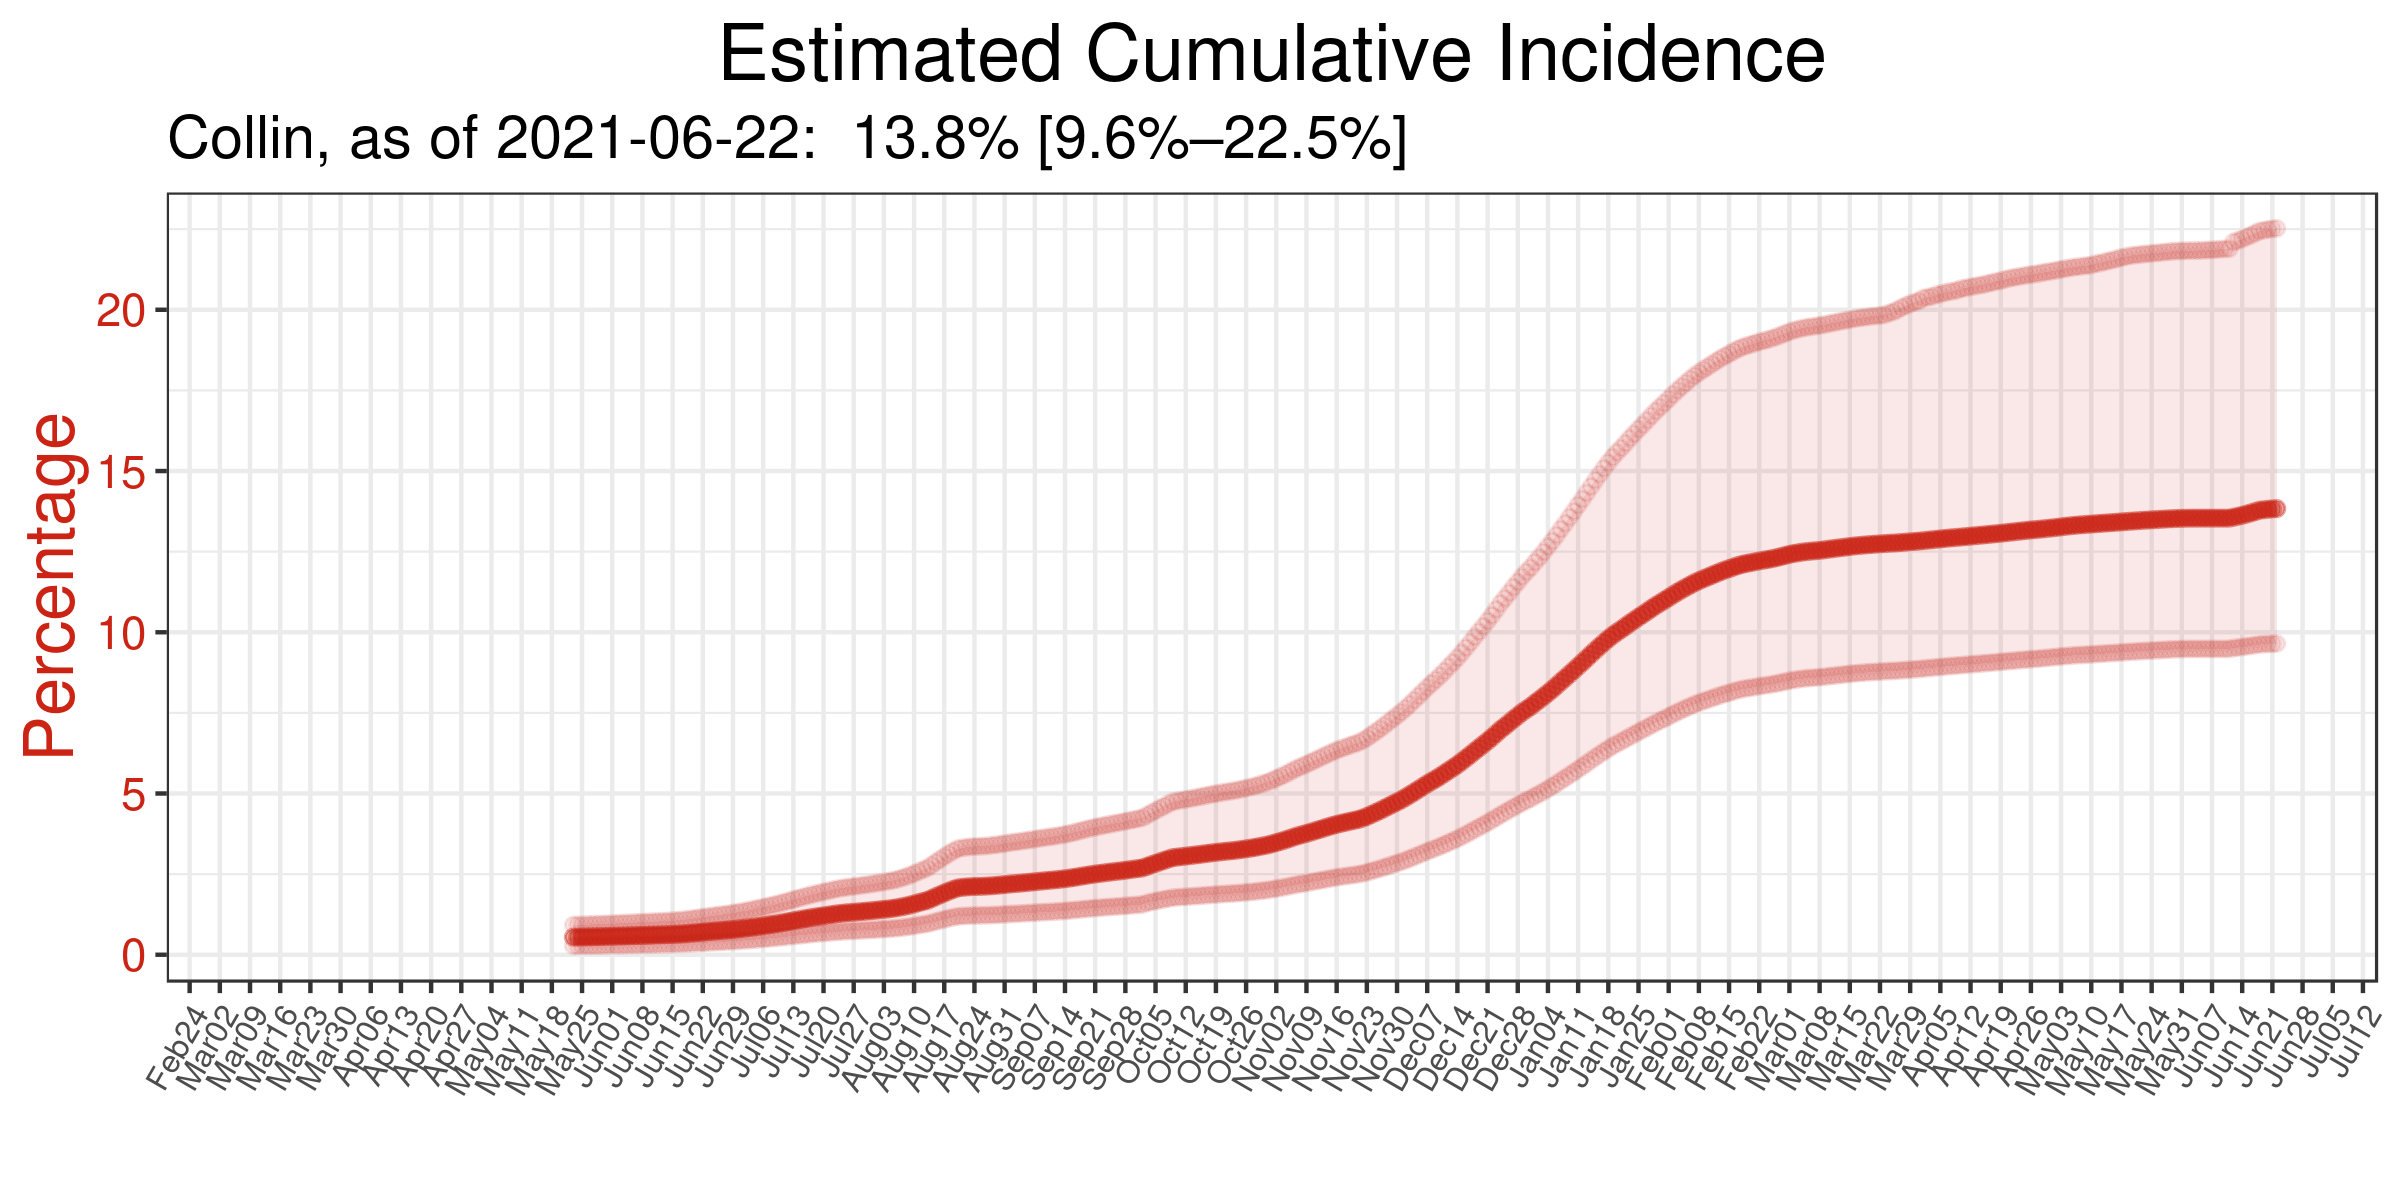 Estimated Cumulative Incidence
Collin, as of 2021-06-22: 13.8% [9.6%–22.5%]
Percentage
20
15
10
5
0
Feb24
Mar02
Mar09
Mar16
Mar23
Mar30
Apr06
Apr13
Apr20
Apr27
May04
May11
May18
May25
Jun01
Jun08
Jun15
Jun22
Jun29
Jul06
Jul13
Jul20
Jul27
Aug03
Aug10
Aug17
Aug24
Aug31
Sep07
Sep14
Sep21
Sep28
Oct05
Oct12
Oct19
Oct26
Nov02
Nov09
Nov16
Nov23
Nov30
Dec07
Dec14
Dec21
Dec28
Dec04
Jan11
Jan18
Jan25
Feb01
Feb08
Feb15
Feb22
Mar01
Mar08
Mar15
Mar22
Mar29
Apr05
Apr12
Apr19
Apr26
May03
May10
May17
May24
May31
Jun07
Jun14
Jun21
Jun28
Jul05
Jul12